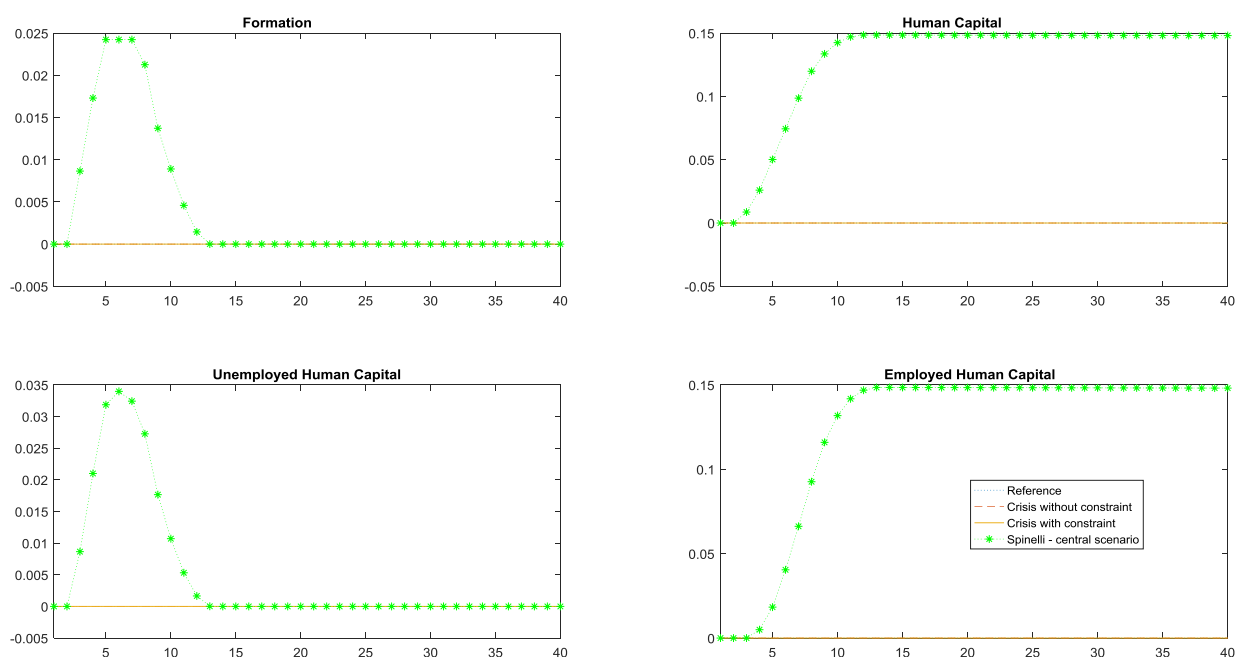 Formation
0.025
0.02
0.015
0.01
0.005
0
-0.005
5 10 15 20 25 30 35 40
Human Capital
0.15
0.1
0.05
0
-0.05
5 10 15 20 25 30 35 40
Unemployed Human Capital
0.035
0.03
0.025
0.02
0.015
0.01
0.005
0
-0.005
5 10 15 20 25 30 35 40
Employed Human Capital
0.15
0.1
0.05
0
5 10 15 20 25 30 35 40
Reference
Crisis without constraint
Crisis with constraint
Spinelli - central scenario